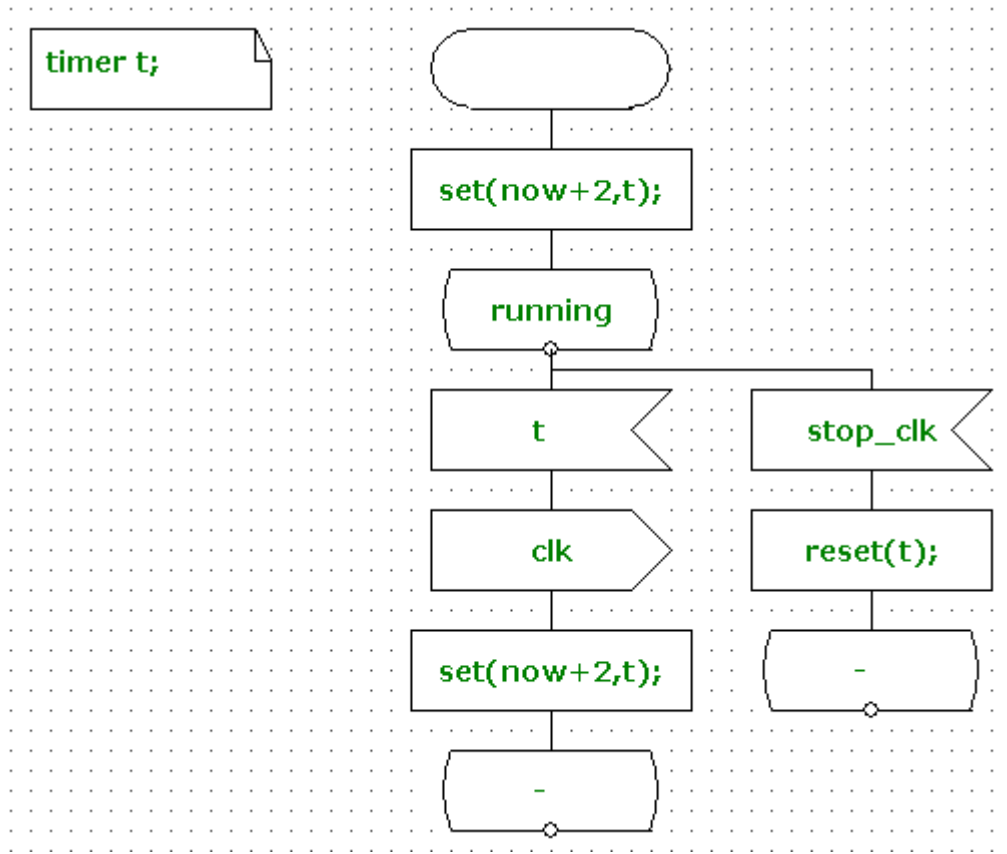 timer t;
set(now+2,t);
running
t
stop_clk
clk
reset(t);
set(now+2,t);
-
-